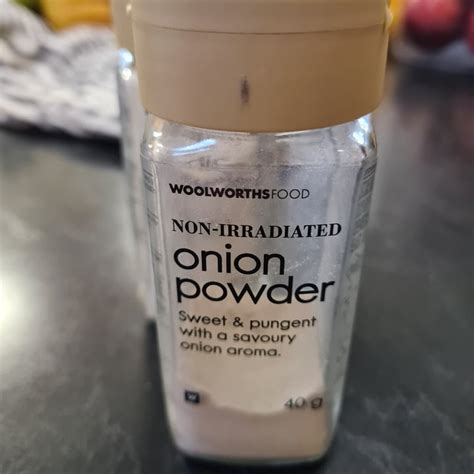 WOOLWORTHSFOOD
NON-IRRADIATED
onion
powder
Sweet & pungent
with a savoury
onion aroma.
W
40 g